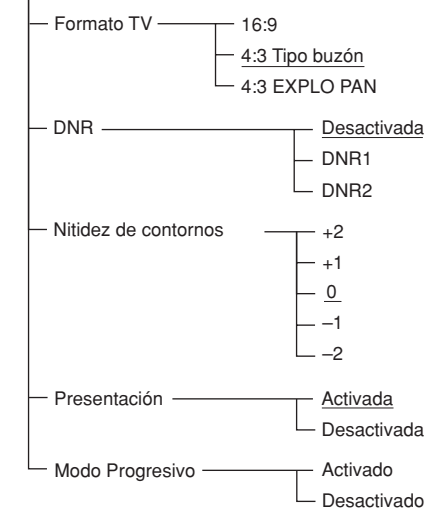 Formato TV
16:9
4:3 Tipo buzón
4:3 EXPLO PAN
DNR
Desactivada
DNR1
DNR2
Nitidez de contornos
+2
+1
0
–1
–2
Presentación
Activada
Desactivada
Modo Progresivo
Activado
Desactivado